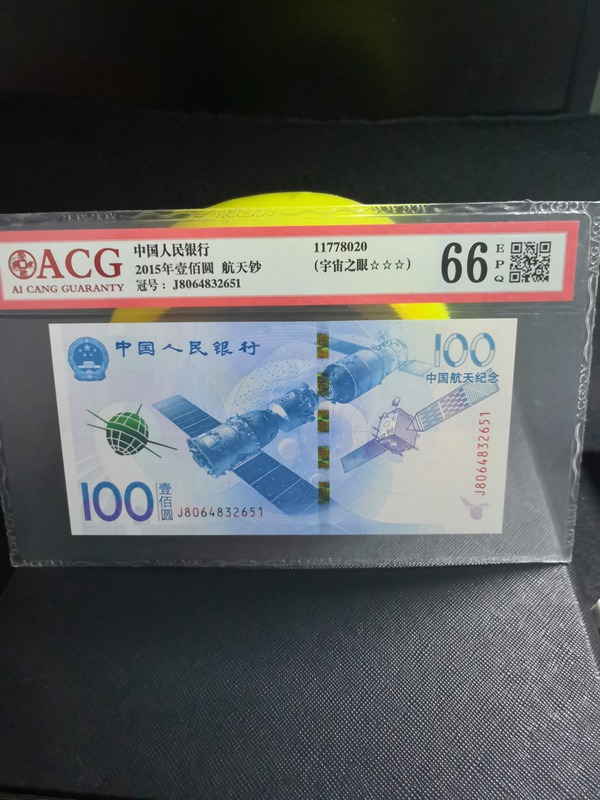 ACG
AI CANG GUARANTY
中国人民银行
2015年壹佰圆 航天钞
冠号: J8064832651
11778020
(宇宙之眼☆☆☆)
66
EPQ
中国人民银行
100
中国航天纪念
J8064832651
100
壹佰圆
J8064832651